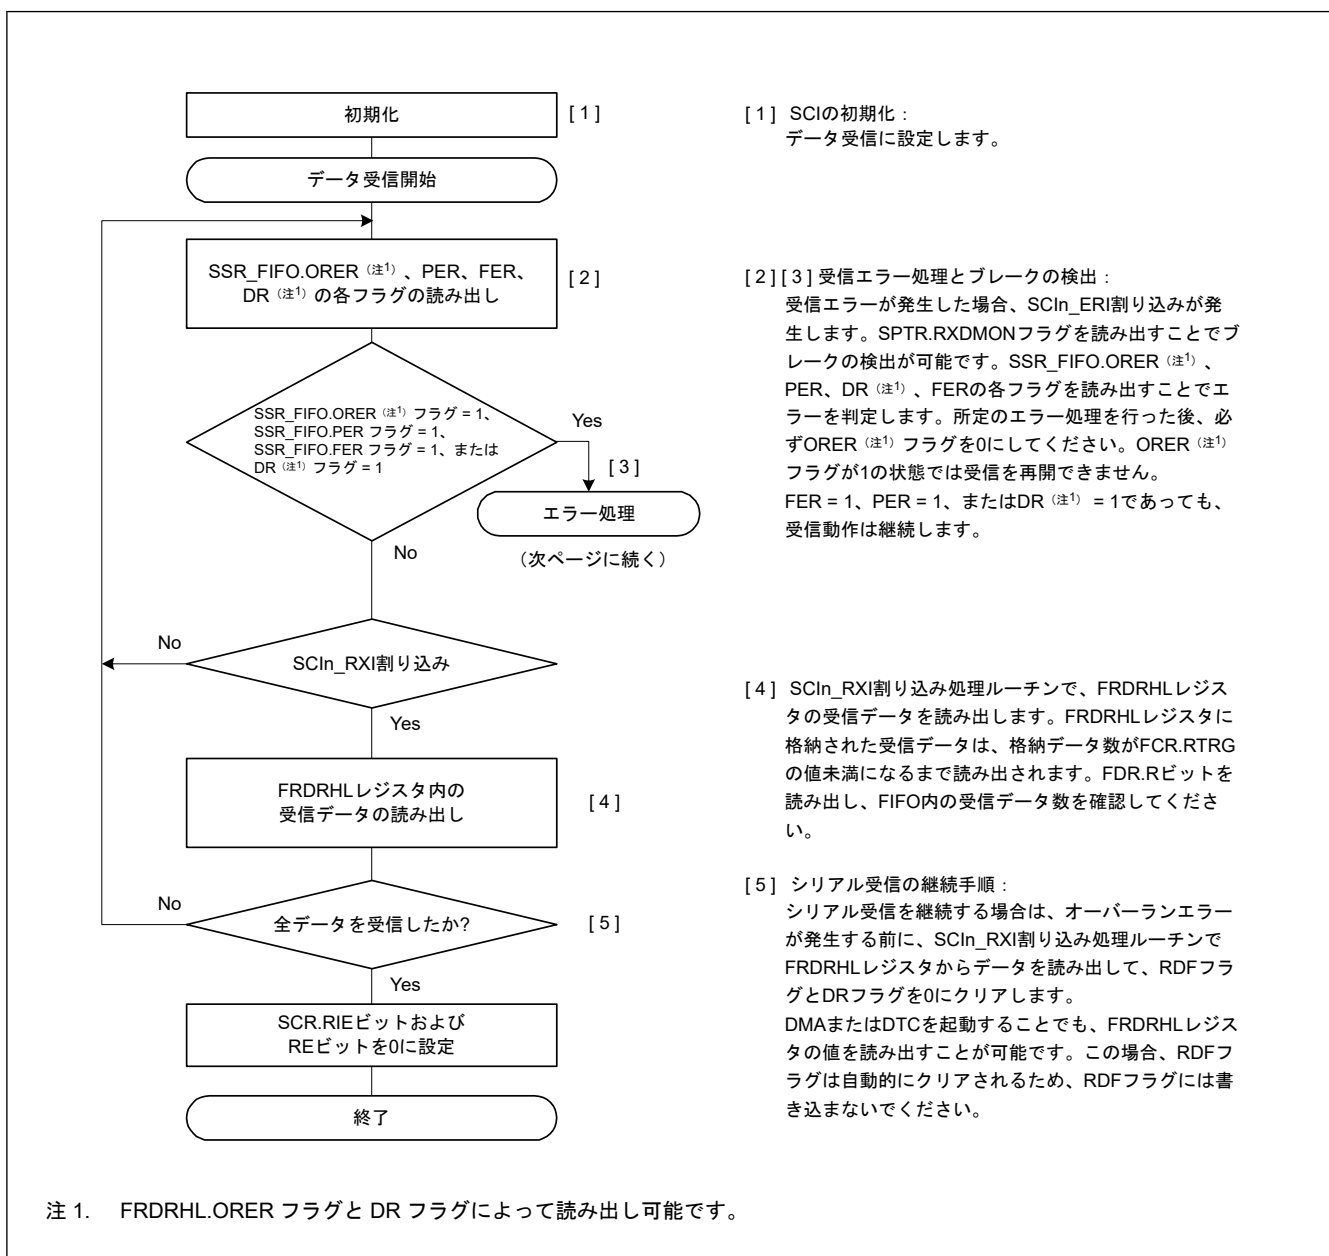 初期化
[ 1 ]
データ受信開始
SSR_FIFO.ORER（注1）、PER、FER、
DR（注1）の各フラグの読み出し
[ 2 ]
SSR_FIFO.ORER（注1）フラグ = 1、
SSR_FIFO.PER フラグ = 1、
SSR_FIFO.FER フラグ = 1、または
DR（注1）フラグ = 1
Yes
[ 3 ]
エラー処理
（次ページに続く）
No
SCIn_RXI割り込み
No
Yes
FRDRHLレジスタ内の
受信データの読み出し
[ 4 ]
全データを受信したか?
No
[ 5 ]
Yes
SCR.RIEビットおよび
REビットを0に設定
終了
[ 1 ] SCIの初期化：
データ受信に設定します。
[ 2 ] [ 3 ] 受信エラー処理とブレークの検出：
受信エラーが発生した場合、SCIn_ERI割り込みが発
生します。SPTR.RXDMONフラグを読み出すことでブ
レークの検出が可能です。SSR_FIFO.ORER（注1）、
PER、DR（注1）、FERの各フラグを読み出すことでエ
ラーを判定します。所定のエラー処理を行った後、必
ずORER（注1）フラグを0にしてください。ORER（注1）
フラグが1の状態では受信を再開できません。
FER = 1、PER = 1、またはDR（注1） = 1であっても、
受信動作は継続します。
[ 4 ] SCIn_RXI割り込み処理ルーチンで、FRDRHLレジス
タの受信データを読み出します。FRDRHLレジスタに
格納された受信データは、格納データ数がFCR.RTRG
の値未満になるまで読み出されます。FDR.Rビットを
読み出し、FIFO内の受信データ数を確認してくださ
い。
[ 5 ] シリアル受信の継続手順：
シリアル受信を継続する場合は、オーバーランエラー
が発生する前に、SCIn_RXI割り込み処理ルーチンで
FRDRHLレジスタからデータを読み出して、RDFフラ
グとDRフラグを0にクリアします。
DMAまたはDTCを起動することでも、FRDRHLレジス
タの値を読み出すことが可能です。この場合、RDFフ
ラグは自動的にクリアされるため、RDFフラグには書
き込まないでください。
注 1. FRDRHL.ORER フラグと DR フラグによって読み出し可能です。